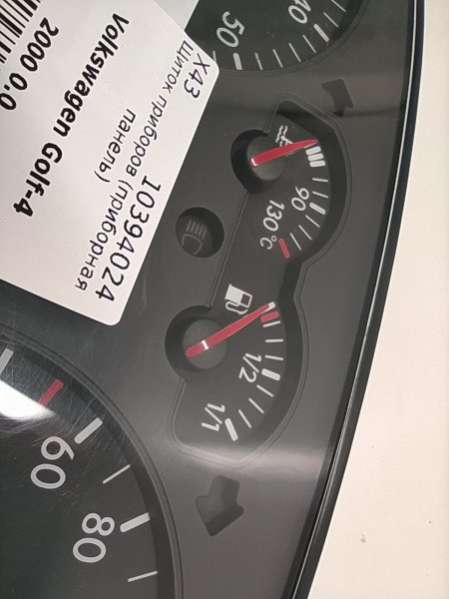 X43
10394024
Щиток приборов (приборная
панель)
Volkswagen Golf-4
2000 0.0
40
50
90
130°C
1/2
1/1
60
80